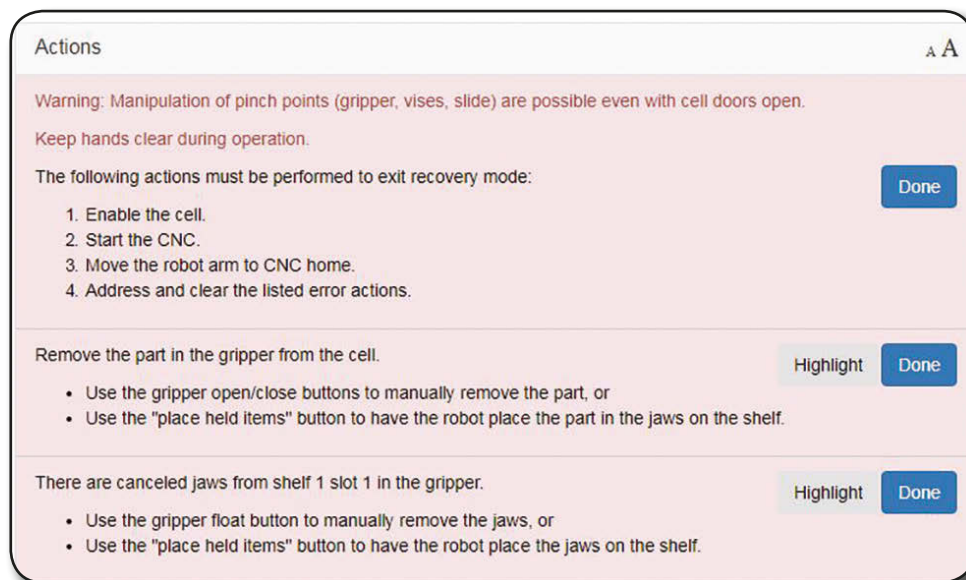 Actions
A A
Warning: Manipulation of pinch points (gripper, vises, slide) are possible even with cell doors open.
Keep hands clear during operation.
The following actions must be performed to exit recovery mode:
Done
1. Enable the cell.
2. Start the CNC.
3. Move the robot arm to CNC home.
4. Address and clear the listed error actions.
Remove the part in the gripper from the cell.
Highlight
Done
• Use the gripper open/close buttons to manually remove the part, or
• Use the "place held items" button to have the robot place the part in the jaws on the shelf.
There are canceled jaws from shelf 1 slot 1 in the gripper.
Highlight
Done
• Use the gripper float button to manually remove the jaws, or
• Use the "place held items" button to have the robot place the jaws on the shelf.